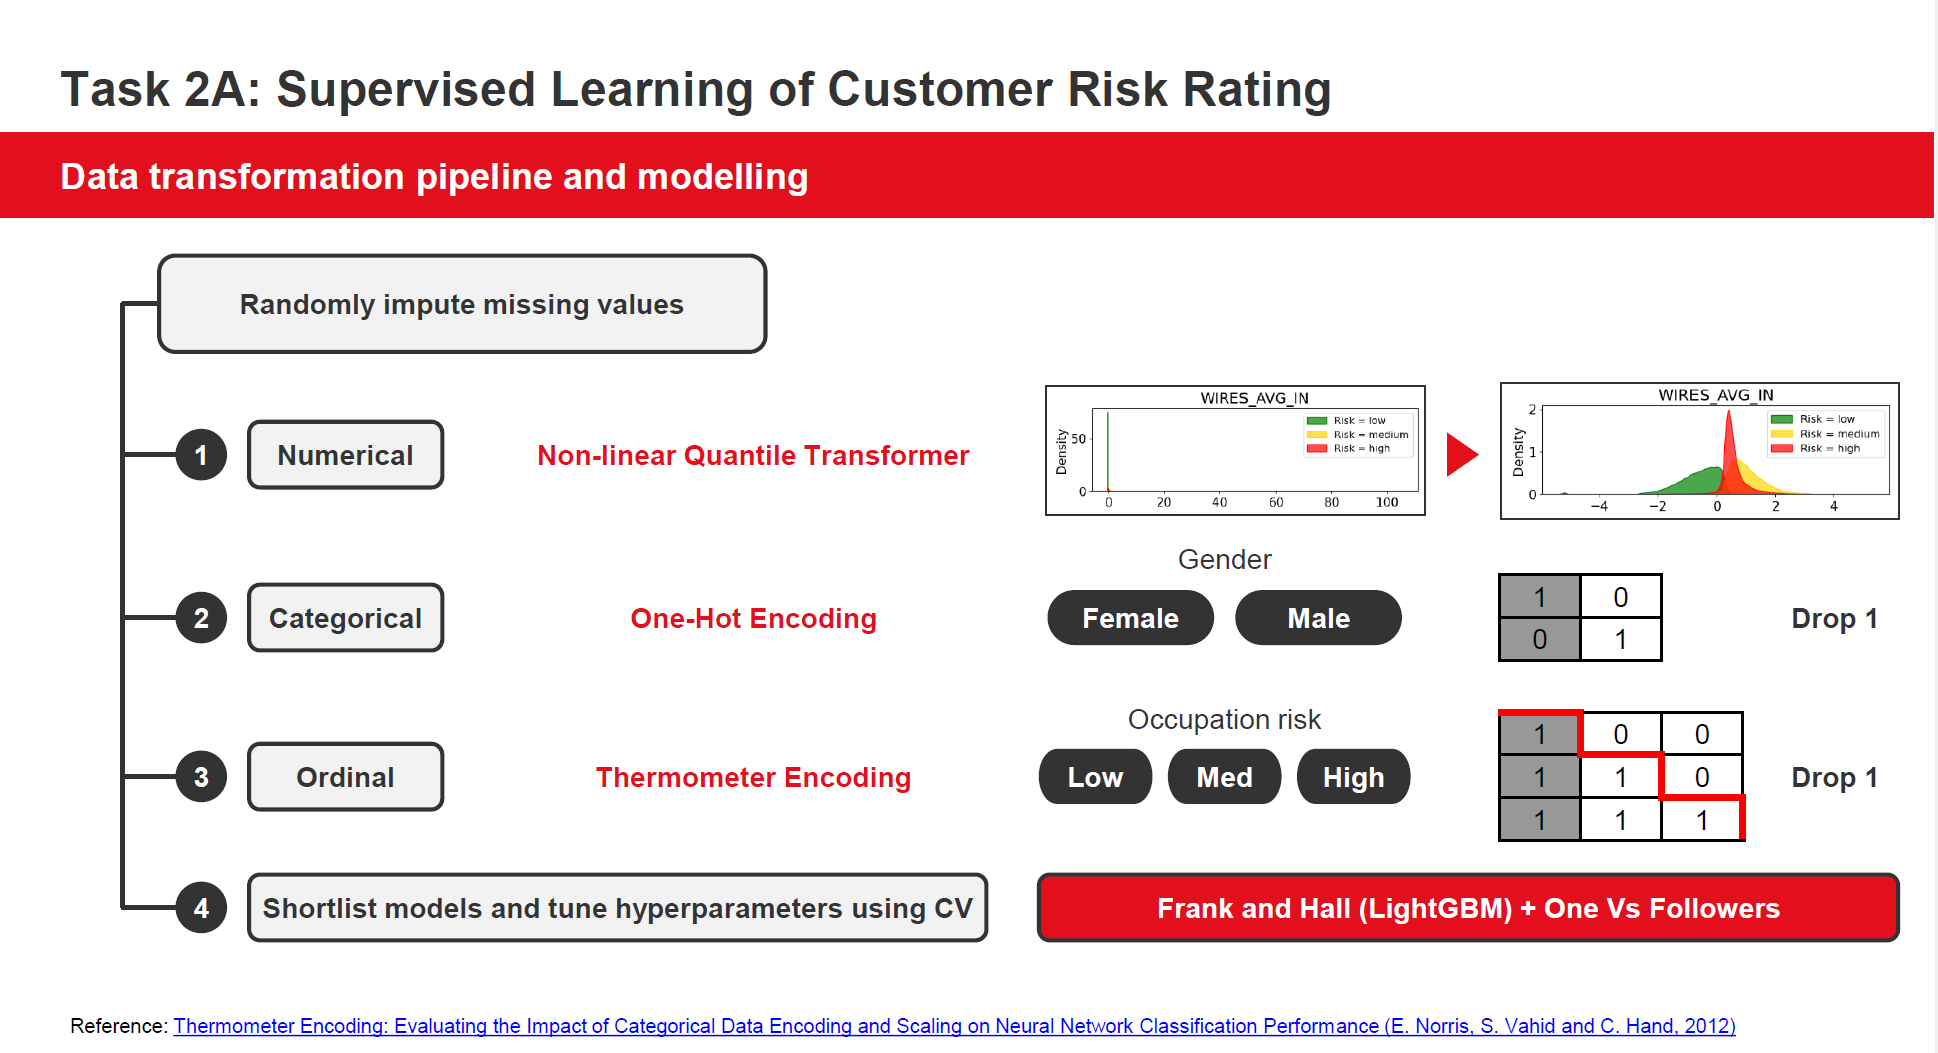 Task 2A: Supervised Learning of Customer Risk Rating
Data transformation pipeline and modelling
Randomly impute missing values
1 Numerical Non-linear Quantile Transformer
WIRES_AVG_IN
Density
50
0
0 20 40 60 80 100
Risk = low
Risk = medium
Risk = high
WIRES_AVG_IN
Density
2
1
0
−4 −2 0 2 4
Risk = low
Risk = medium
Risk = high
Gender
2 Categorical One-Hot Encoding Female Male
1 0
0 1
Drop 1
Occupation risk
3 Ordinal Thermometer Encoding Low Med High
1 0 0
1 1 0
1 1 1
Drop 1
4 Shortlist models and tune hyperparameters using CV
Frank and Hall (LightGBM) + One Vs Followers
Reference: Thermometer Encoding: Evaluating the Impact of Categorical Data Encoding and Scaling on Neural Network Classification Performance (E. Norris, S. Vahid and C. Hand, 2012)